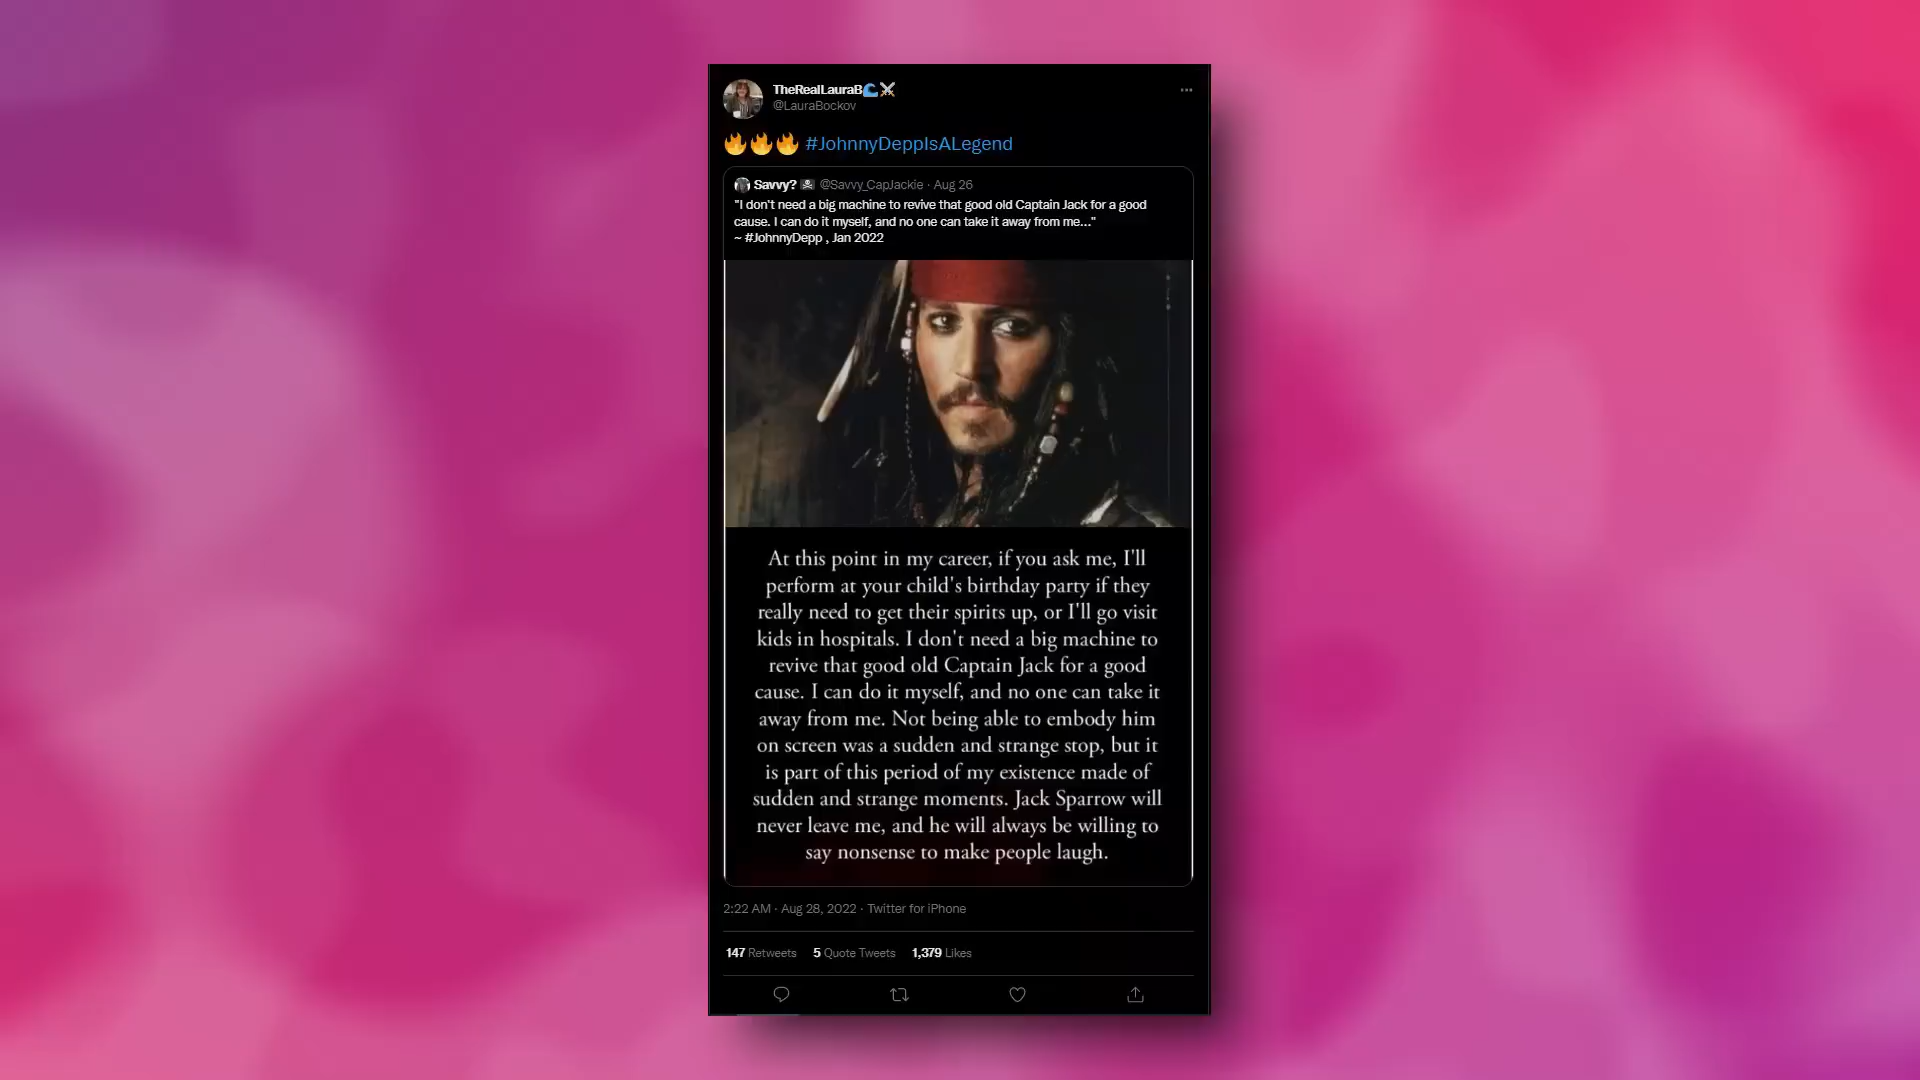 TheRealLauraB🌊⚔
@LauraBockov
🔥🔥🔥 #JohnnyDeppIsALegend
Savvy? 🏴‍☠️ @Savvy_CapJackie · Aug 26
"I don't need a big machine to revive that good old Captain Jack for a good
cause. I can do it myself, and no one can take it away from me..."
~ #JohnnyDepp , Jan 2022
At this point in my career, if you ask me, I'll
perform at your child's birthday party if they
really need to get their spirits up, or I'll go visit
kids in hospitals. I don't need a big machine to
revive that good old Captain Jack for a good
cause. I can do it myself, and no one can take it
away from me. Not being able to embody him
on screen was a sudden and strange stop, but it
is part of this period of my existence made of
sudden and strange moments. Jack Sparrow will
never leave me, and he will always be willing to
say nonsense to make people laugh.
2:22 AM · Aug 28, 2022 · Twitter for iPhone
147 Retweets 5 Quote Tweets 1,379 Likes